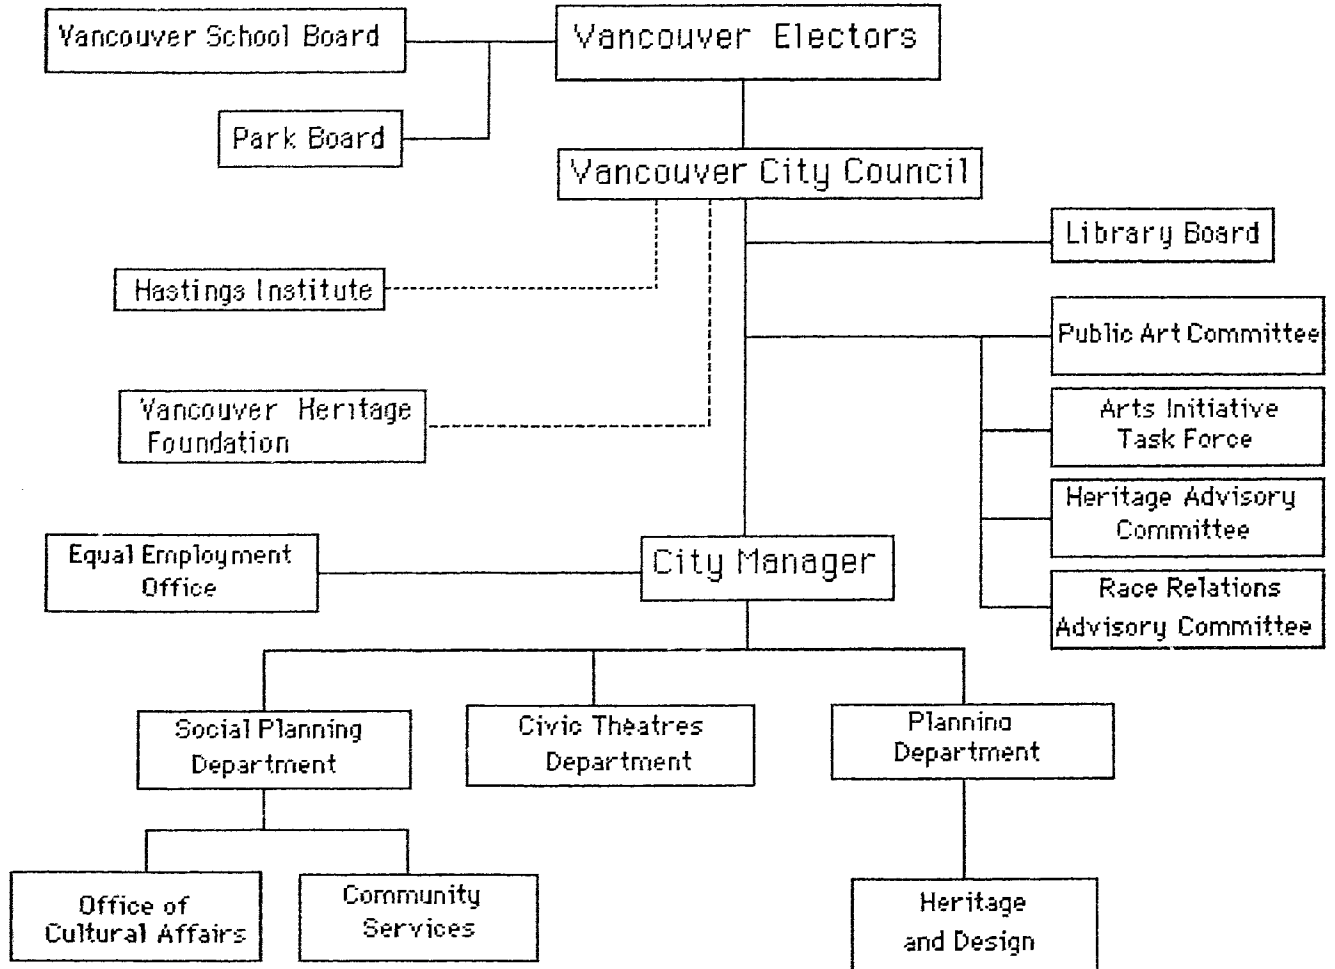 Vancouver School Board
Vancouver Electors
Park Board
Vancouver City Council
Library Board
Hastings Institute
Public Art Committee
Vancouver Heritage
Foundation
Arts Initiative
Task Force
Heritage Advisory
Committee
Equal Employment
Office
City Manager
Race Relations
Advisory Committee
Social Planning
Department
Civic Theatres
Department
Planning
Department
Office of
Cultural Affairs
Community
Services
Heritage
and Design